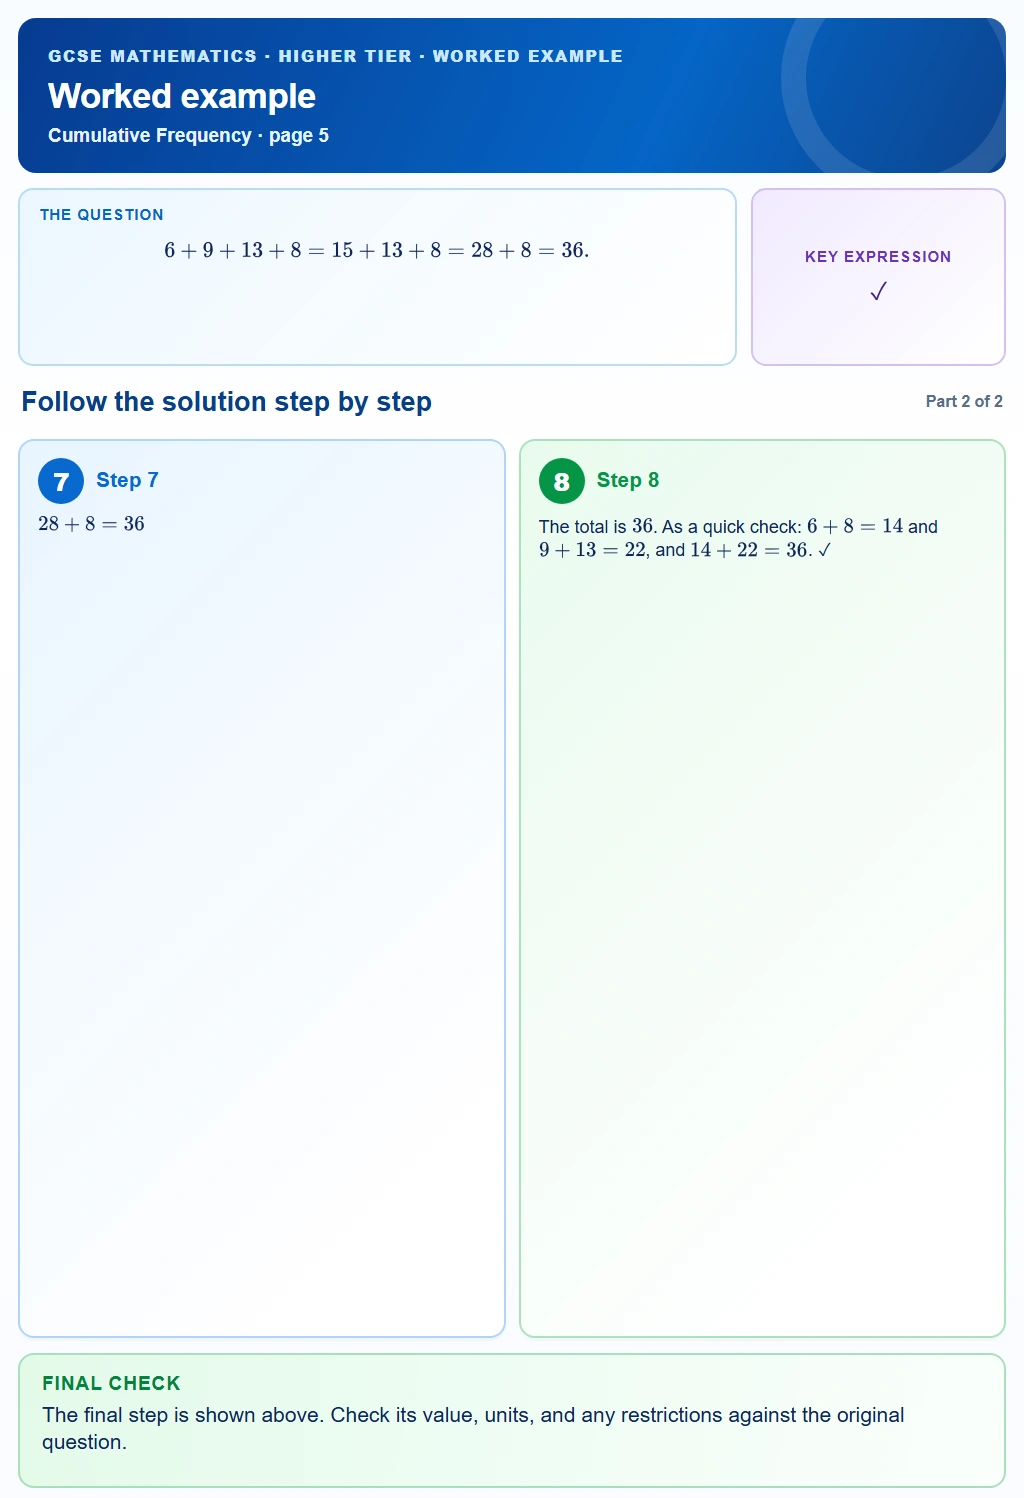 GCSE MATHEMATICS · HIGHER TIER · WORKED EXAMPLE
Worked example
Cumulative Frequency · page 5
THE QUESTION
6 + 9 + 13 + 8 = 15 + 13 + 8 = 28 + 8 = 36.
KEY EXPRESSION
✓
Follow the solution step by step
Part 2 of 2
7 Step 7
28 + 8 = 36
8 Step 8
The total is 36. As a quick check: 6 + 8 = 14 and
9 + 13 = 22, and 14 + 22 = 36. ✓
FINAL CHECK
The final step is shown above. Check its value, units, and any restrictions against the original
question.